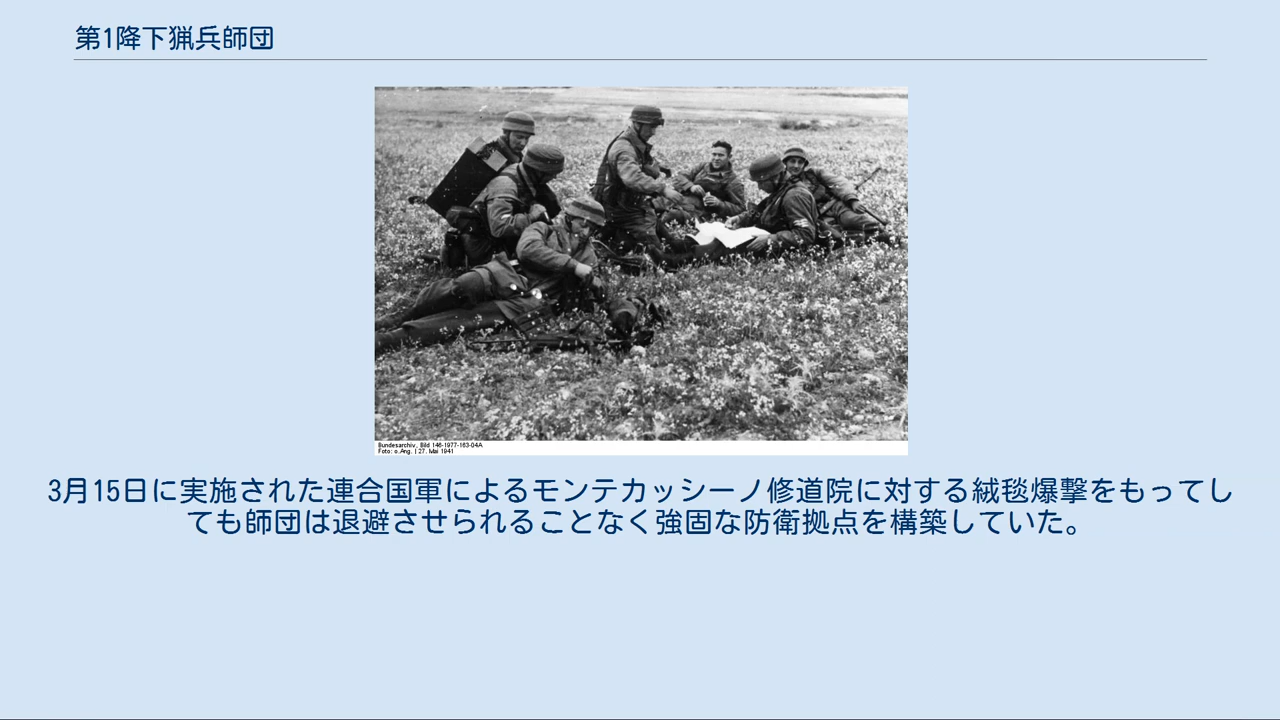 第1降下猟兵師団
Bundesarchiv, Bild 146-1977-163-04A
Foto: o.Ang. | 27. Mai 1941
3月15日に実施された連合国軍によるモンテカッシーノ修道院に対する絨毯爆撃をもってし
ても師団は退避させられることなく強固な防衛拠点を構築していた。